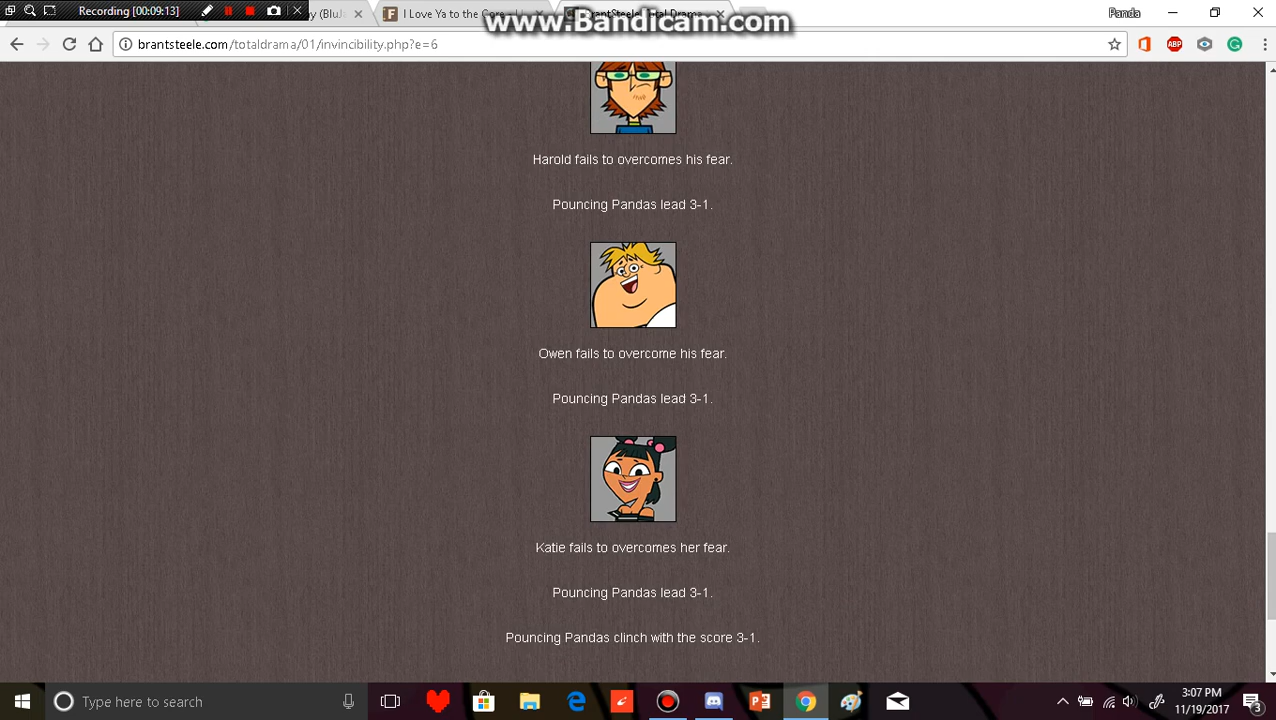 Recording [00:09:13]
www.Bandicam.com
Panda
I Love Ya to the Core
brantsteele.com/totaldrama/01/invincibility.php?e=6
ABP
Harold fails to overcomes his fear.
Pouncing Pandas lead 3-1.
Owen fails to overcome his fear.
Pouncing Pandas lead 3-1.
Katie fails to overcomes her fear.
Pouncing Pandas lead 3-1.
Pouncing Pandas clinch with the score 3-1.
Type here to search
:07 PM
11/19/2017
3